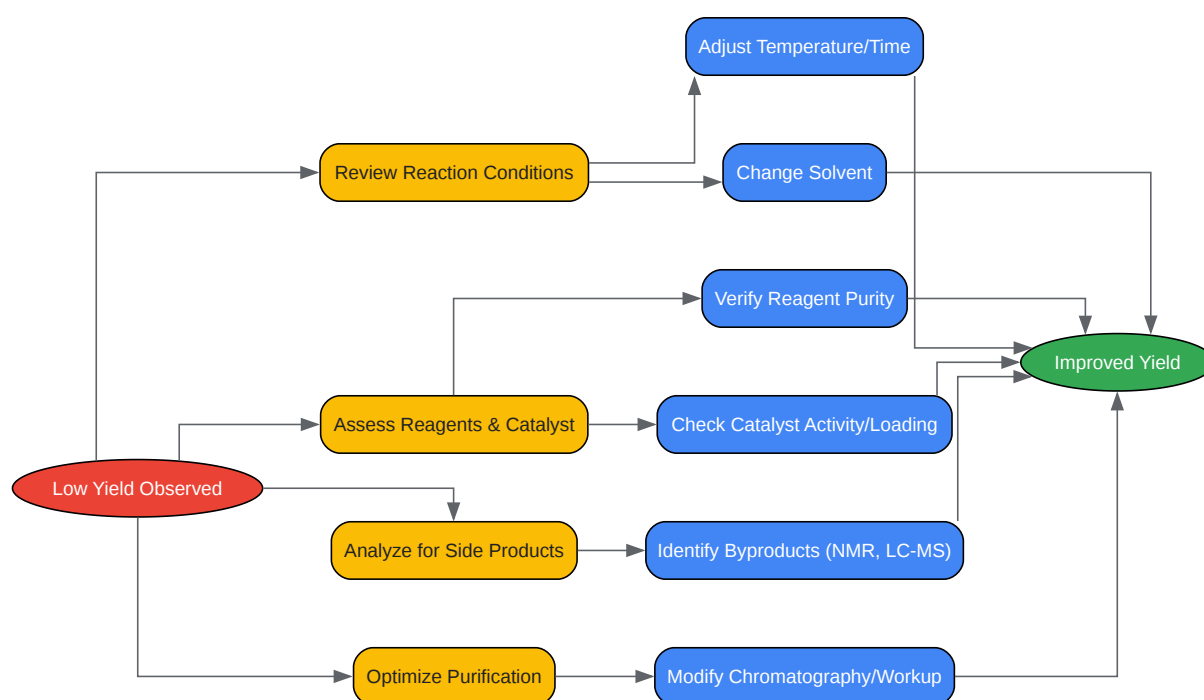 Adjust Temperature/Time
Review Reaction Conditions
Change Solvent
Verify Reagent Purity
Improved Yield
Assess Reagents & Catalyst
Check Catalyst Activity/Loading
Low Yield Observed
Analyze for Side Products
Identify Byproducts (NMR, LC-MS)
Optimize Purification
Modify Chromatography/Workup